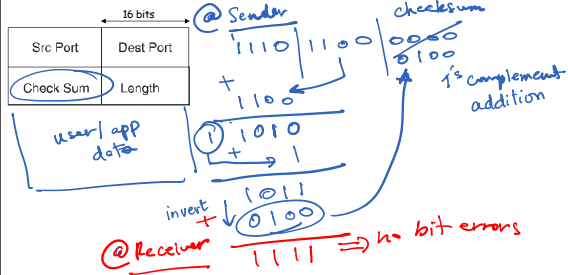 16 bits
Src Port Dest Port
Check Sum Length
user/app
data
@ Sender
1110 | 1100
+
1100
1 1010
+ 1
1011
invert
+ 0100
@ Receiver
1111 ⇒ no bit errors
checksum
0000
0100
1's complement
addition